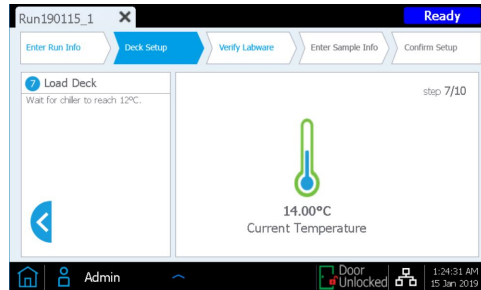 Run190115_1
Ready
Enter Run Info
Deck Setup
Verify Labware
Enter Sample Info
Confirm Setup
7 Load Deck
Wait for chiller to reach 12ºC.
step 7/10
14.00ºC
Current Temperature
Admin
Door
Unlocked
1:24:31 AM
15 Jan 2019